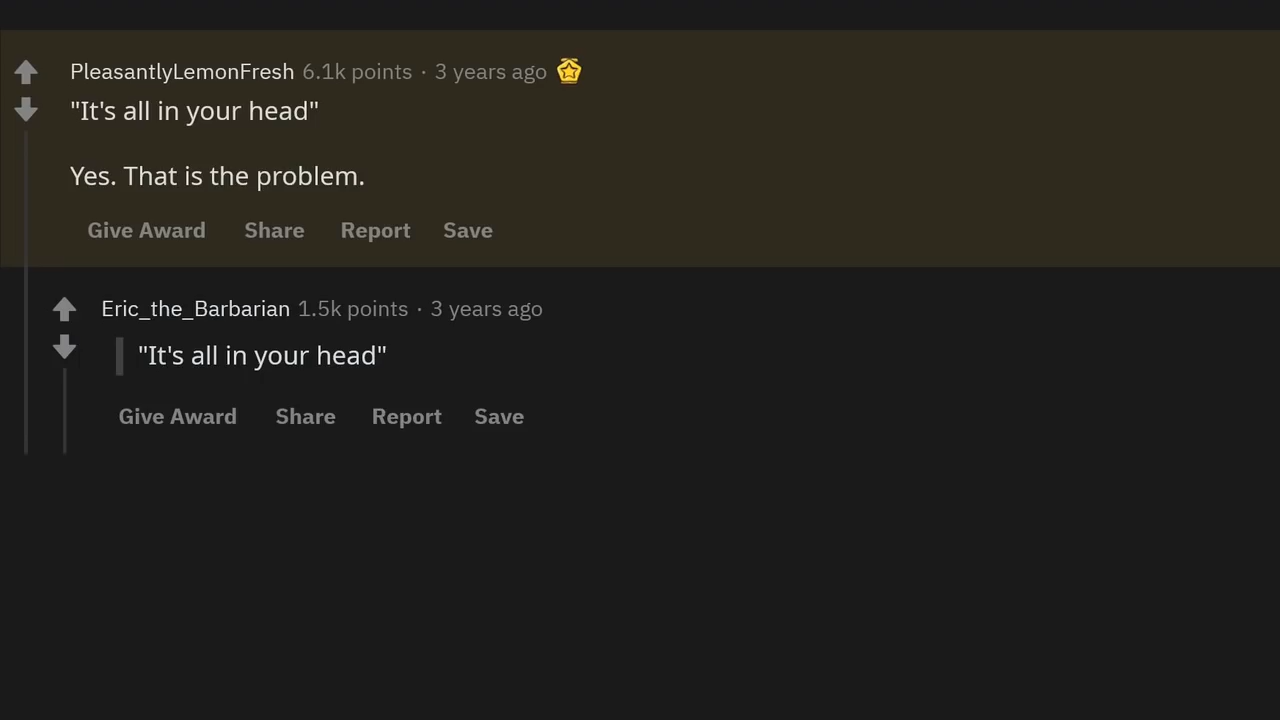 PleasantlyLemonFresh 6.1k points · 3 years ago
"It's all in your head"
Yes. That is the problem.
Give Award Share Report Save
Eric_the_Barbarian 1.5k points · 3 years ago
"It's all in your head"
Give Award Share Report Save